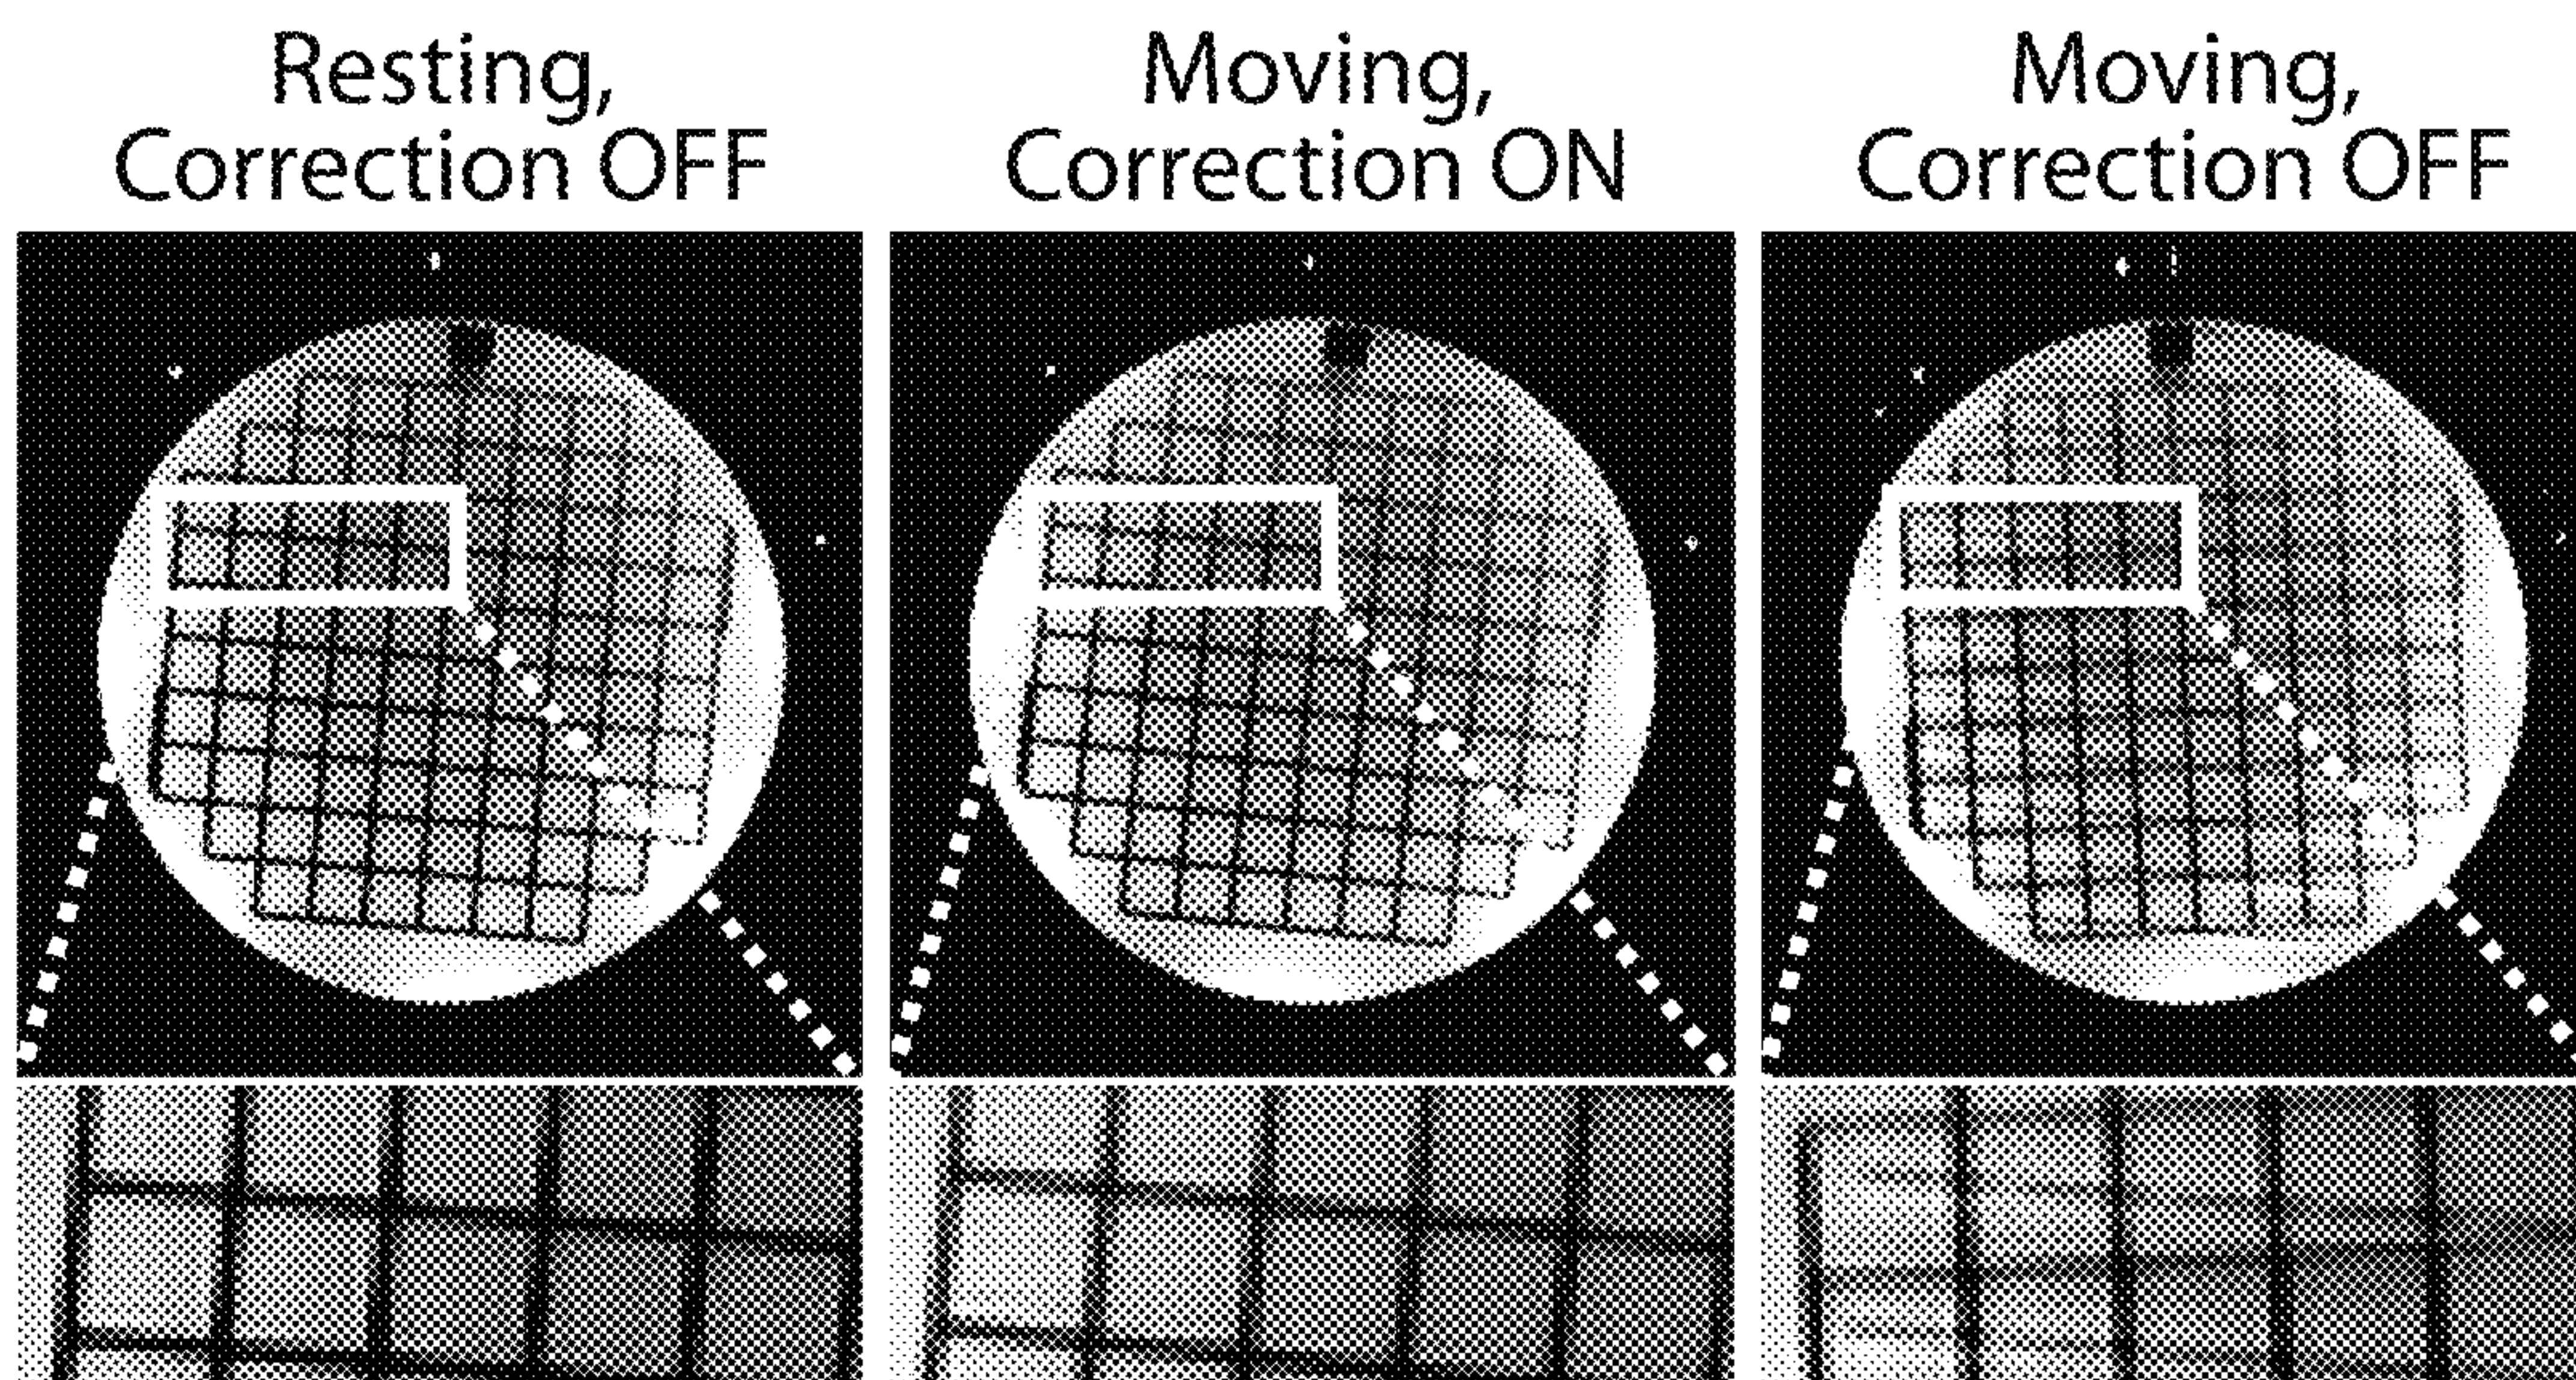 Resting,
Correction OFF
Moving,
Correction ON
Moving,
Correction OFF